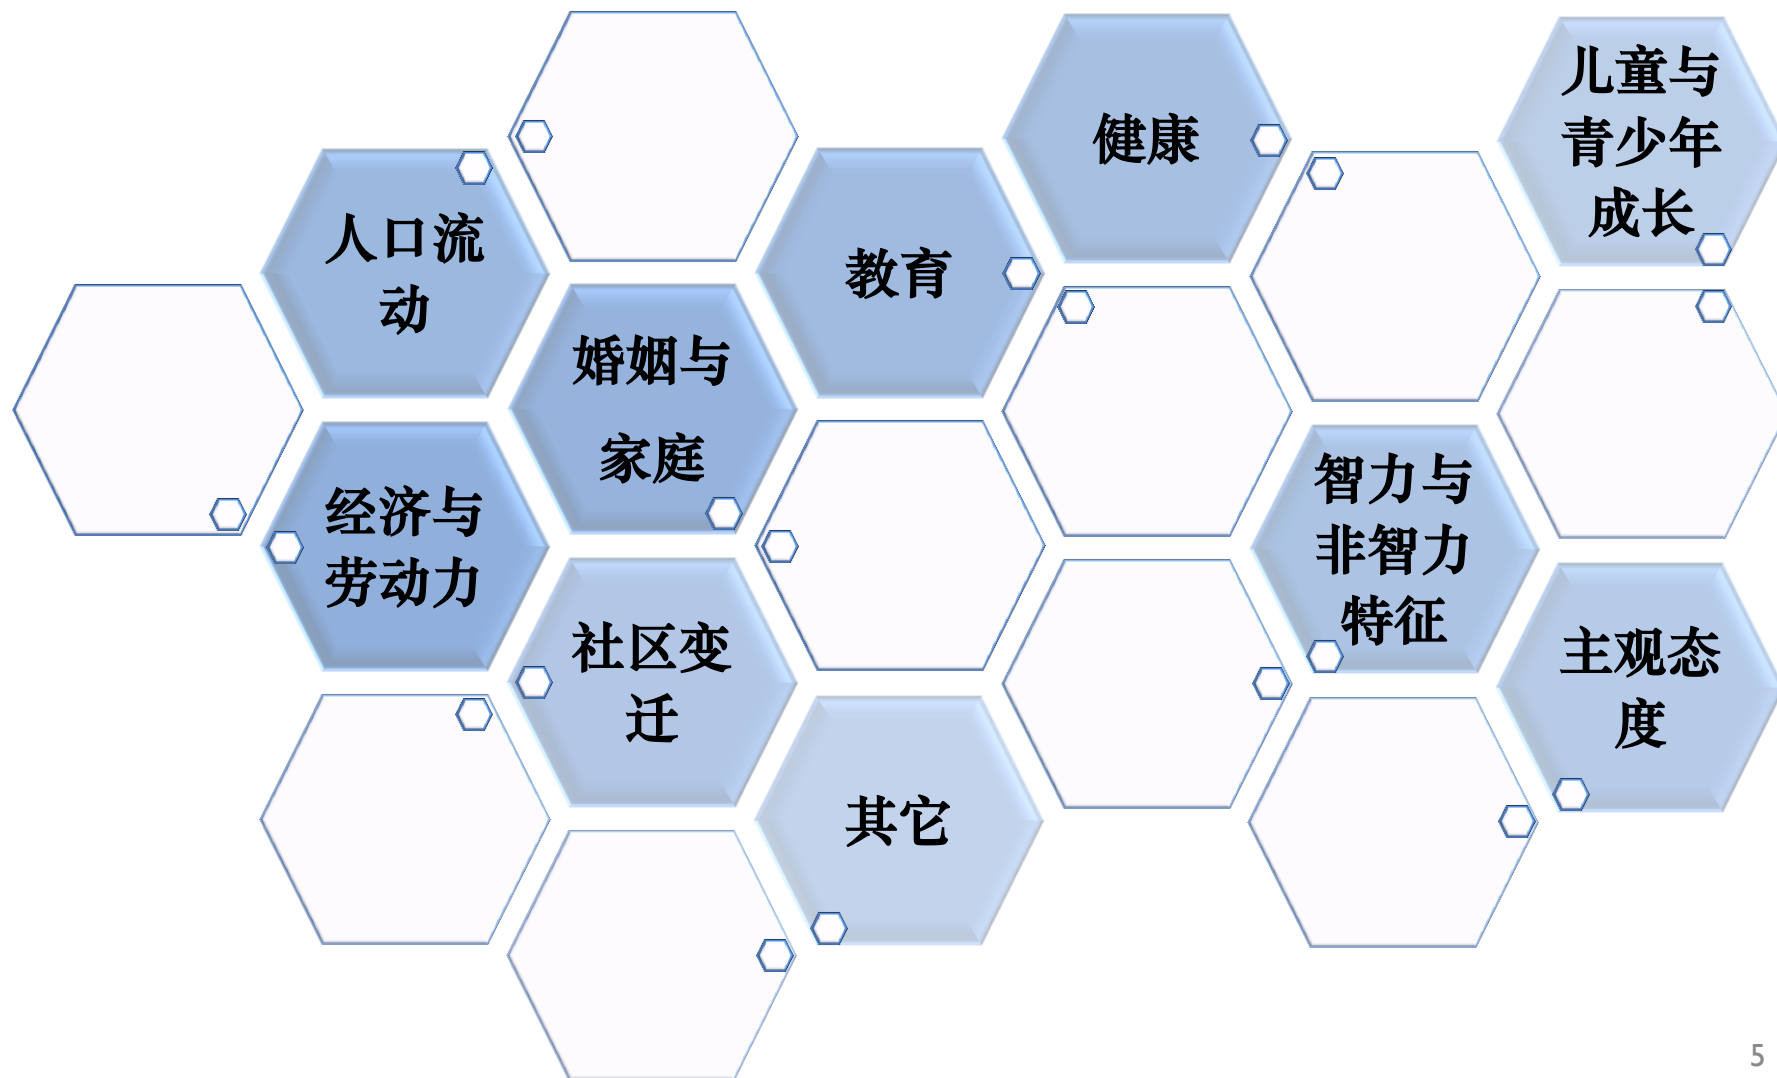 人口流
动
经济与
劳动力
婚姻与
家庭
社区变
迁
教育
其它
健康
智力与
非智力
特征
儿童与
青少年
成长
主观态
度
5